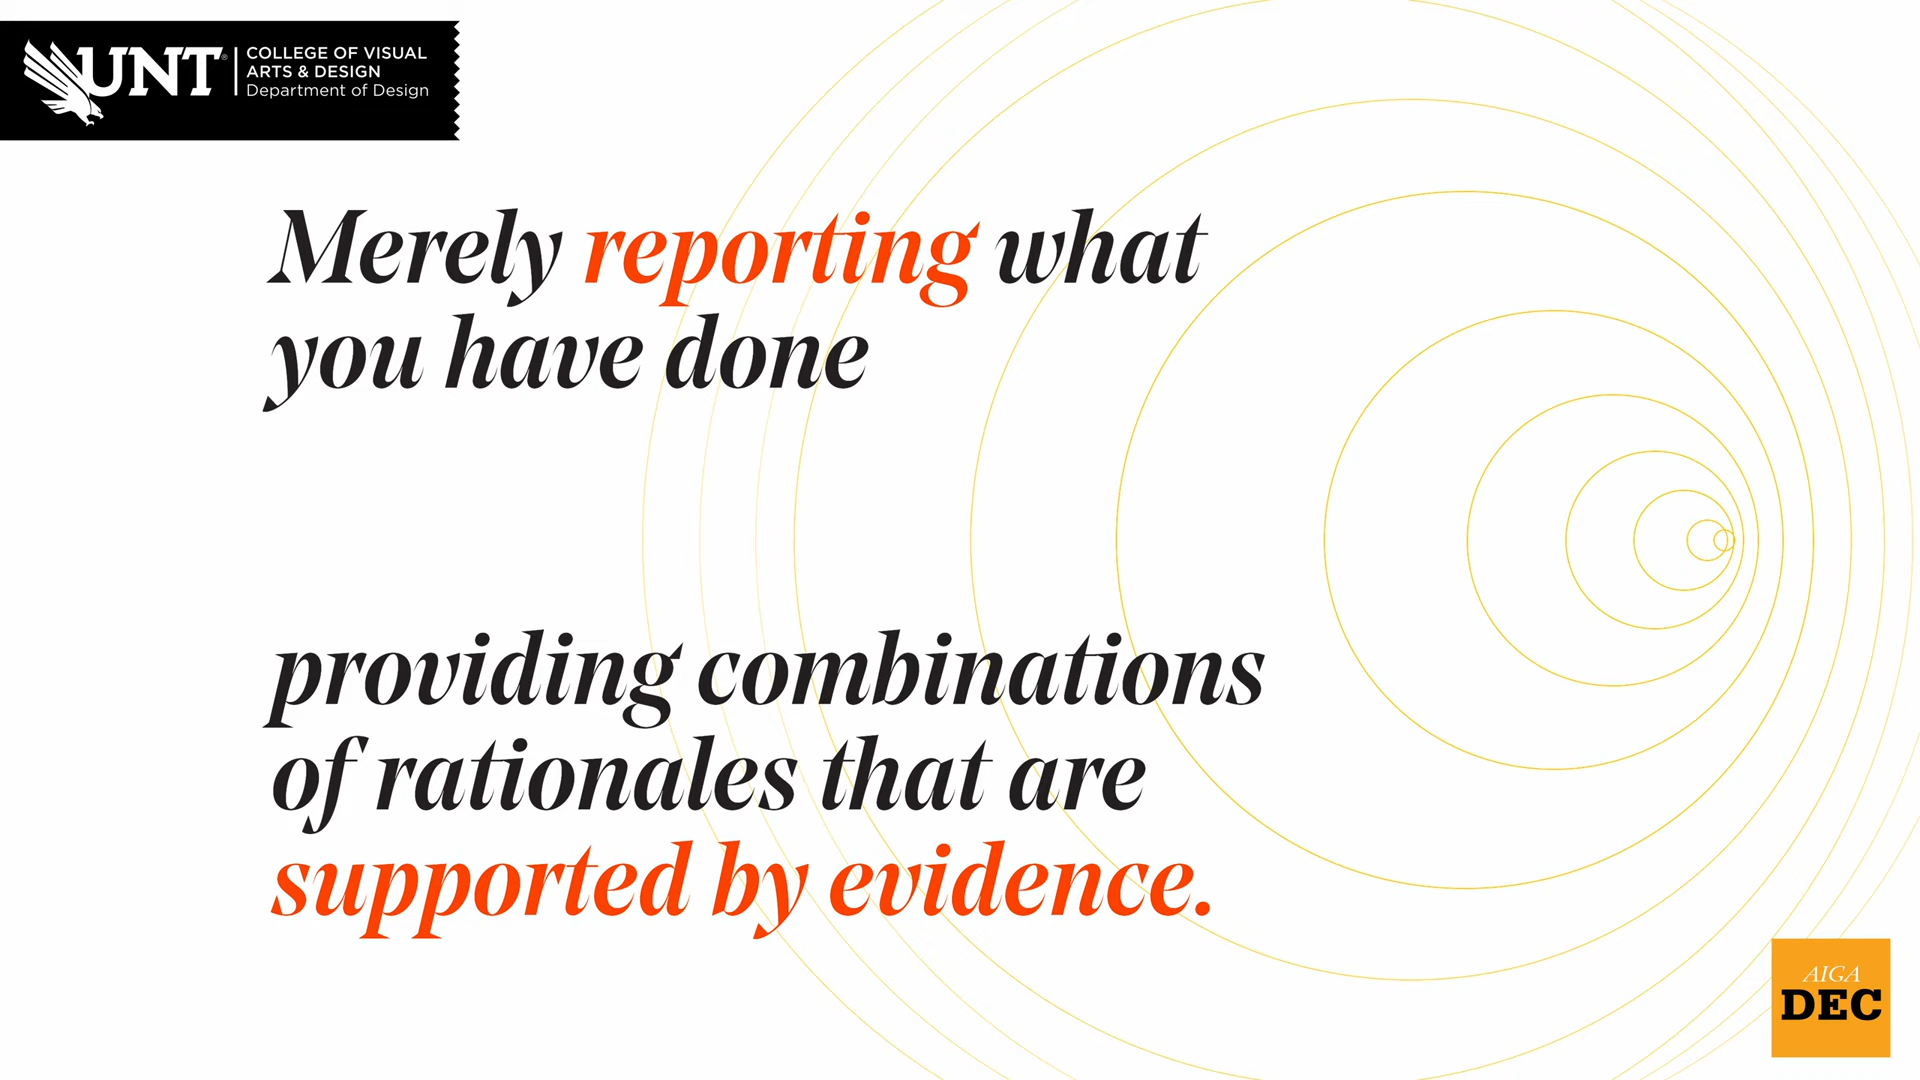 UNT®
COLLEGE OF VISUAL
ARTS & DESIGN
Department of Design
Merely reporting what
you have done
providing combinations
of rationales that are
supported by evidence.
AIGA
DEC